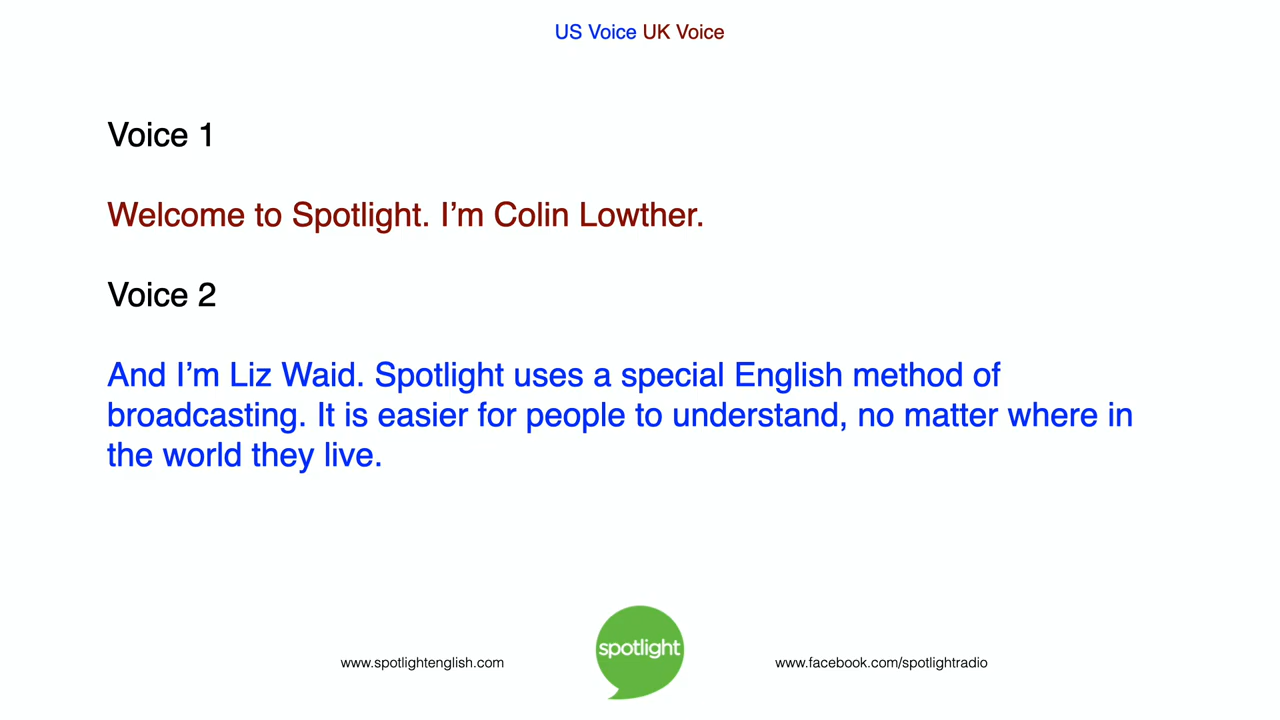 US Voice UK Voice
Voice 1
Welcome to Spotlight. I’m Colin Lowther.
Voice 2
And I’m Liz Waid. Spotlight uses a special English method of
broadcasting. It is easier for people to understand, no matter where in
the world they live.
www.spotlightenglish.com
spotlight
www.facebook.com/spotlightradio